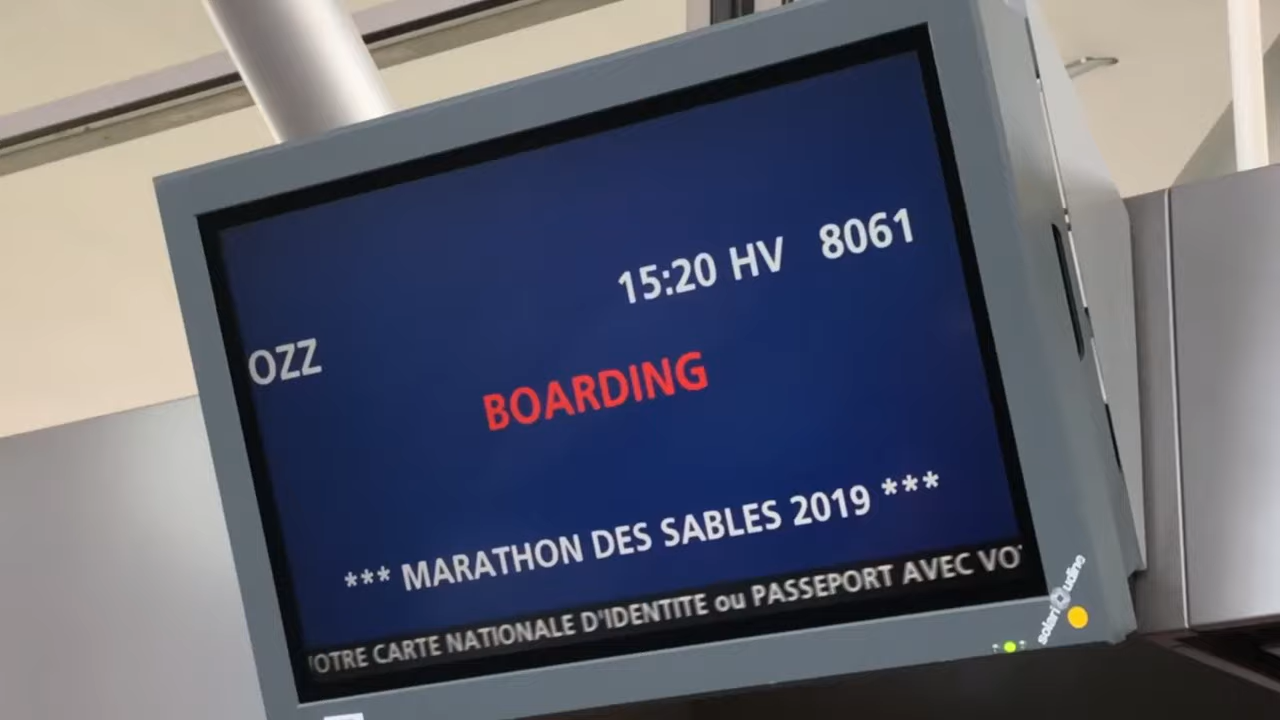 15:20 HV 8061
OZZ
BOARDING
*** MARATHON DES SABLES 2019 ***
OTRE CARTE NATIONALE D'IDENTITE ou PASSEPORT AVEC VO
solari udine